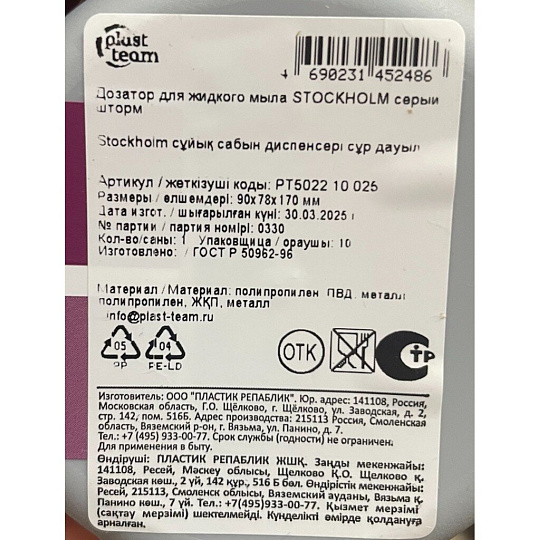 plast
team
4 690231 452486
Дозатор для жидкого мыла STOCKHOLM серый
шторм
Stockholm сұйық сабын диспенсері сұр дауыл
Артикул / жеткізуші коды: PT5022 10 025
Размеры / өлшемдері: 90x78x170 мм
Дата изгот. / шығарылған күні: 30.03.2025 г
№ партии / партия номірі: 0330
Кол-во/саны: 1 Упаковщица / ораушы: 10
Изготовлено: / ГОСТ Р 50962-96
Материал / Материал: полипропилен ПВД, металл
полипропилен, ЖҚП, металл
info@plast-team.ru
05 04 ОТК СТР
PP PE-LD
Изготовитель: ООО "ПЛАСТИК РЕПАБЛИК". Юр. адрес: 141108, Россия,
Московская область, Г.О. Щёлково, г. Щёлково, ул. Заводская, д. 2,
стр. 142, пом. 516Б. Адрес производства: 215113 Россия, Смоленская
область, Вяземский р-он, г. Вязьма, ул. Панино, д. 7.
Тел.: +7 (495) 933-00-77. Срок службы (годности) не ограничен.
Для применения в быту.
Өндіруші: ПЛАСТИК РЕПАБЛИК ЖШҚ. Заңды мекенжайы:
141108, Ресей, Мәскеу облысы, Щелково Қ.О. Щелково қ.
Заводская көш., 2 үй, 142 құр., 516 Б бөл. Өндірістік мекенжайы:
Ресей, 215113, Смоленск облысы, Вяземский ауданы, Вязьма қ.
Панино көш., 7 үй. Тел.: +7(495)933-00-77. Қызмет мерзімі
(сақтау мерзімі) шектелмейді. Күнделікті өмірде қолдануға
арналған.